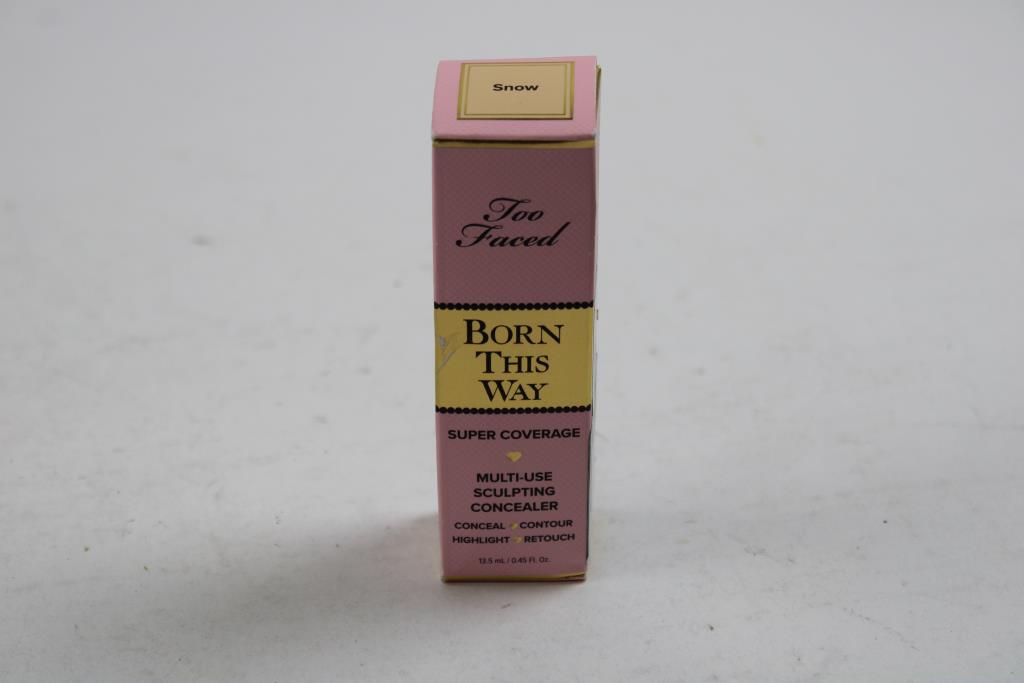 Snow
Too
Faced
BORN
THIS
WAY
SUPER COVERAGE
MULTI-USE
SCULPTING
CONCEALER
CONCEAL CONTOUR
HIGHLIGHT RETOUCH
13.5 mL / 0.45 Fl. Oz.